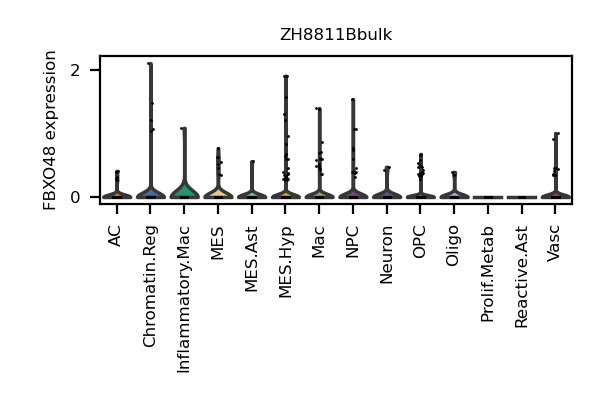 ZH8811Bbulk
FBXO48 expression
2
0
AC
Chromatin.Reg
Inflammatory.Mac
MES
MES.Ast
MES.Hyp
Mac
NPC
Neuron
OPC
Oligo
Prolif.Metab
Reactive.Ast
Vasc